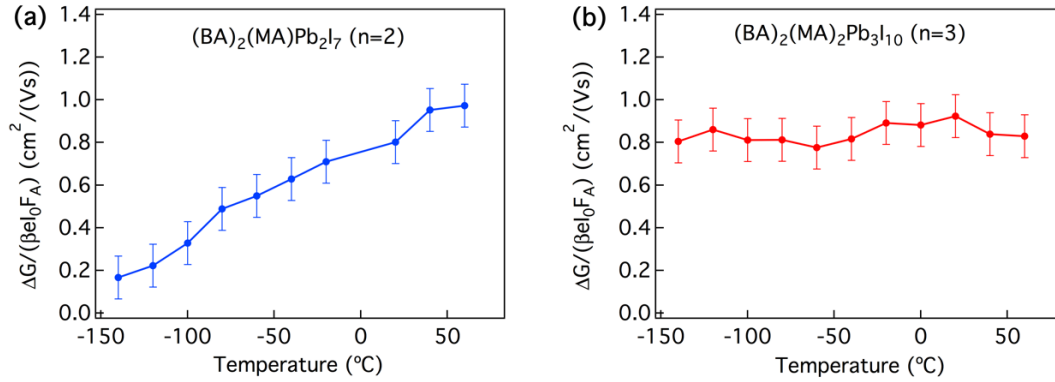 (a)
(BA)₂(MA)Pb₂I₇ (n=2)
ΔG/(βeI₀F_A) (cm²/(Vs))
1.4
1.2
1.0
0.8
0.6
0.4
0.2
0.0
-150 -100 -50 0 50
Temperature (ºC)
(b)
(BA)₂(MA)₂Pb₃I₁₀ (n=3)
ΔG/(βeI₀F_A) (cm²/(Vs))
1.4
1.2
1.0
0.8
0.6
0.4
0.2
0.0
-150 -100 -50 0 50
Temperature (ºC)